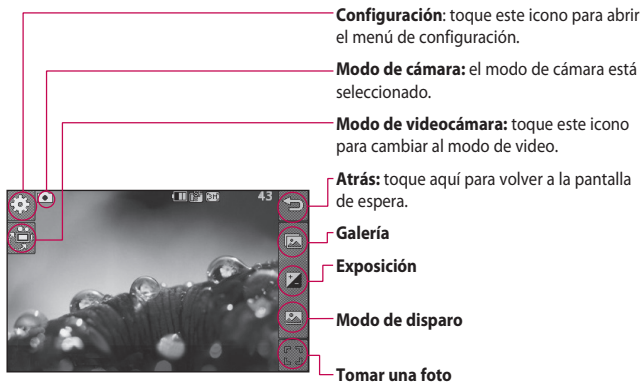 Configuración: toque este icono para abrir
el menú de configuración.
Modo de cámara: el modo de cámara está
seleccionado.
Modo de videocámara: toque este icono
para cambiar al modo de video.
Atrás: toque aquí para volver a la pantalla
de espera.
43
Galería
Exposición
Modo de disparo
Tomar una foto